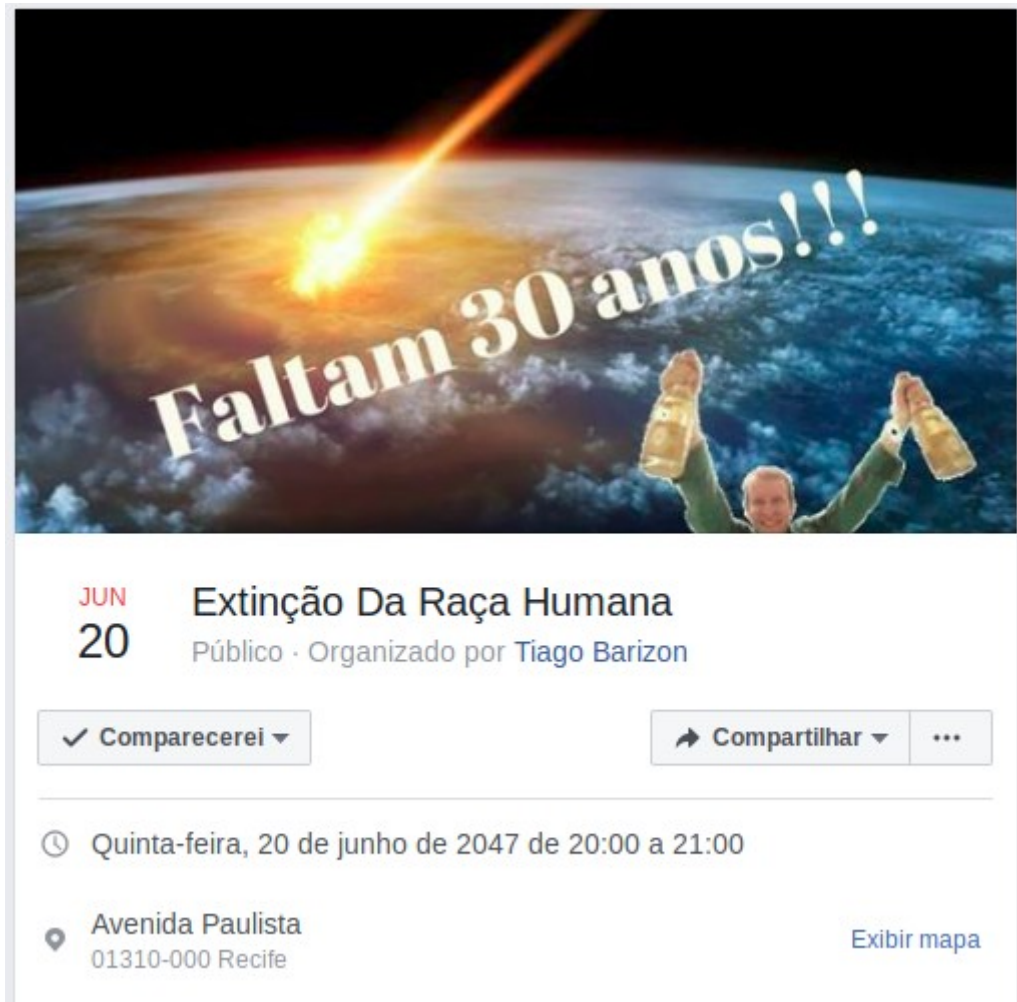 Faltam 30 anos!!!
JUN
20
Extinção Da Raça Humana
Público · Organizado por Tiago Barizon
Comparecerei
Compartilhar
Quinta-feira, 20 de junho de 2047 de 20:00 a 21:00
Avenida Paulista
01310-000 Recife
Exibir mapa